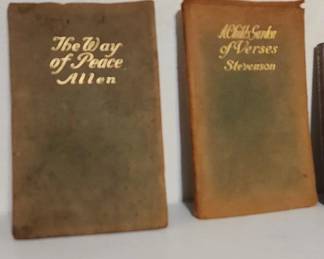 The Way
of Peace
Allen
A Child's Garden
of Verses
Stevenson